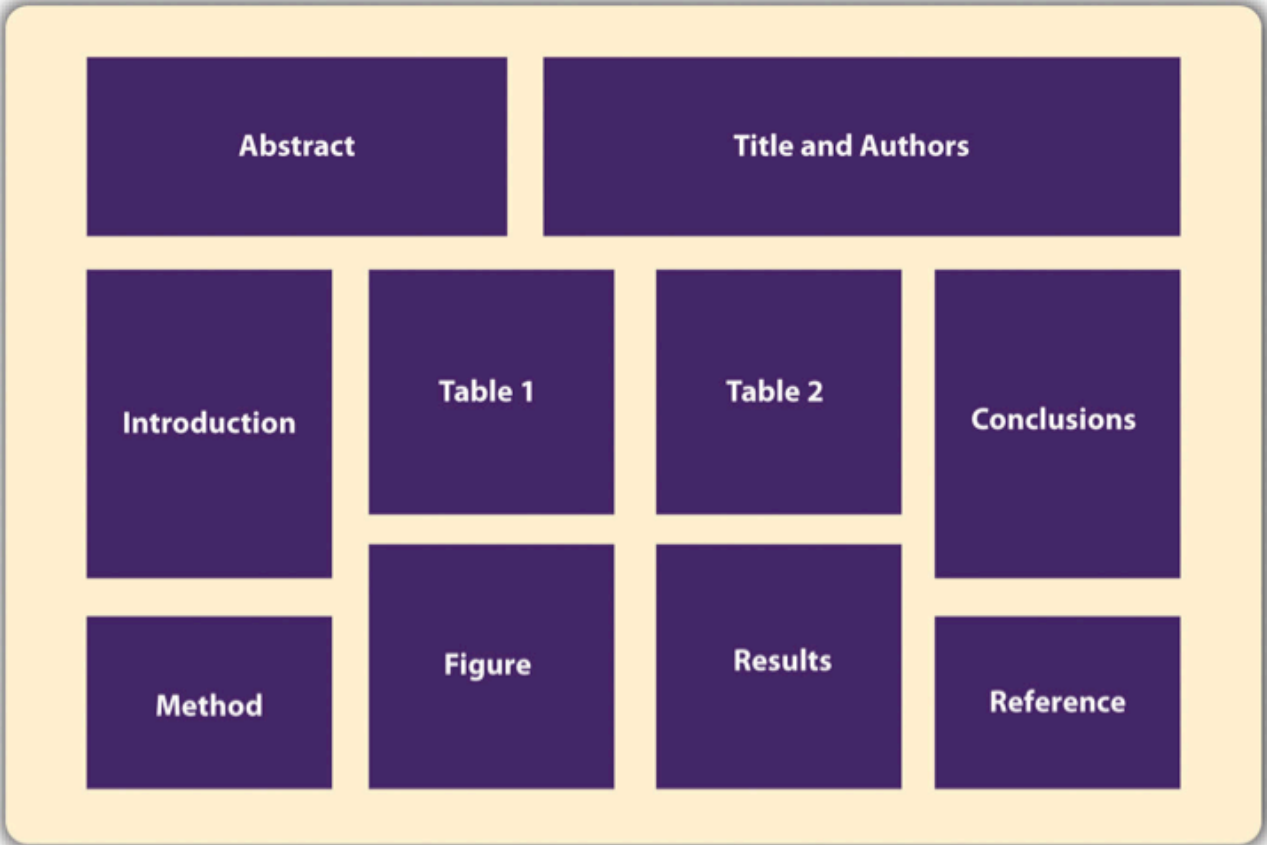 Abstract
Title and Authors
Introduction
Table 1
Table 2
Conclusions
Method
Figure
Results
Reference